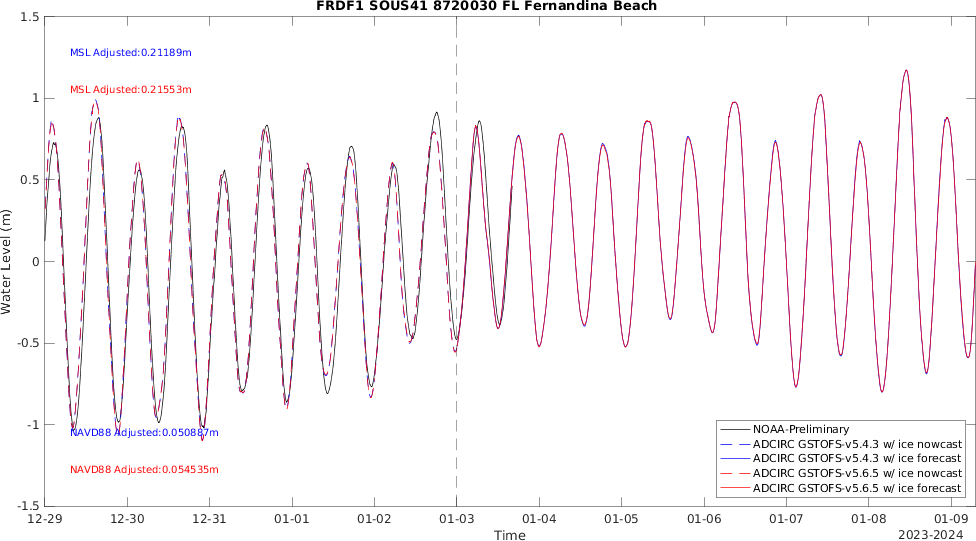 FRDF1 SOUS41 8720030 FL Fernandina Beach
1.5
MSL Adjusted:0.21189m
MSL Adjusted:0.21553m
1
0.5
Water Level (m)
0
-0.5
-1
NAVD88 Adjusted:0.050887m
NAVD88 Adjusted:0.054535m
-1.5
NOAA-Preliminary
ADCIRC GSTOFS-v5.4.3 w/ ice nowcast
ADCIRC GSTOFS-v5.4.3 w/ ice forecast
ADCIRC GSTOFS-v5.6.5 w/ ice nowcast
ADCIRC GSTOFS-v5.6.5 w/ ice forecast
12-29 12-30 12-31 01-01 01-02 01-03 01-04 01-05 01-06 01-07 01-08 01-09
Time
2023-2024